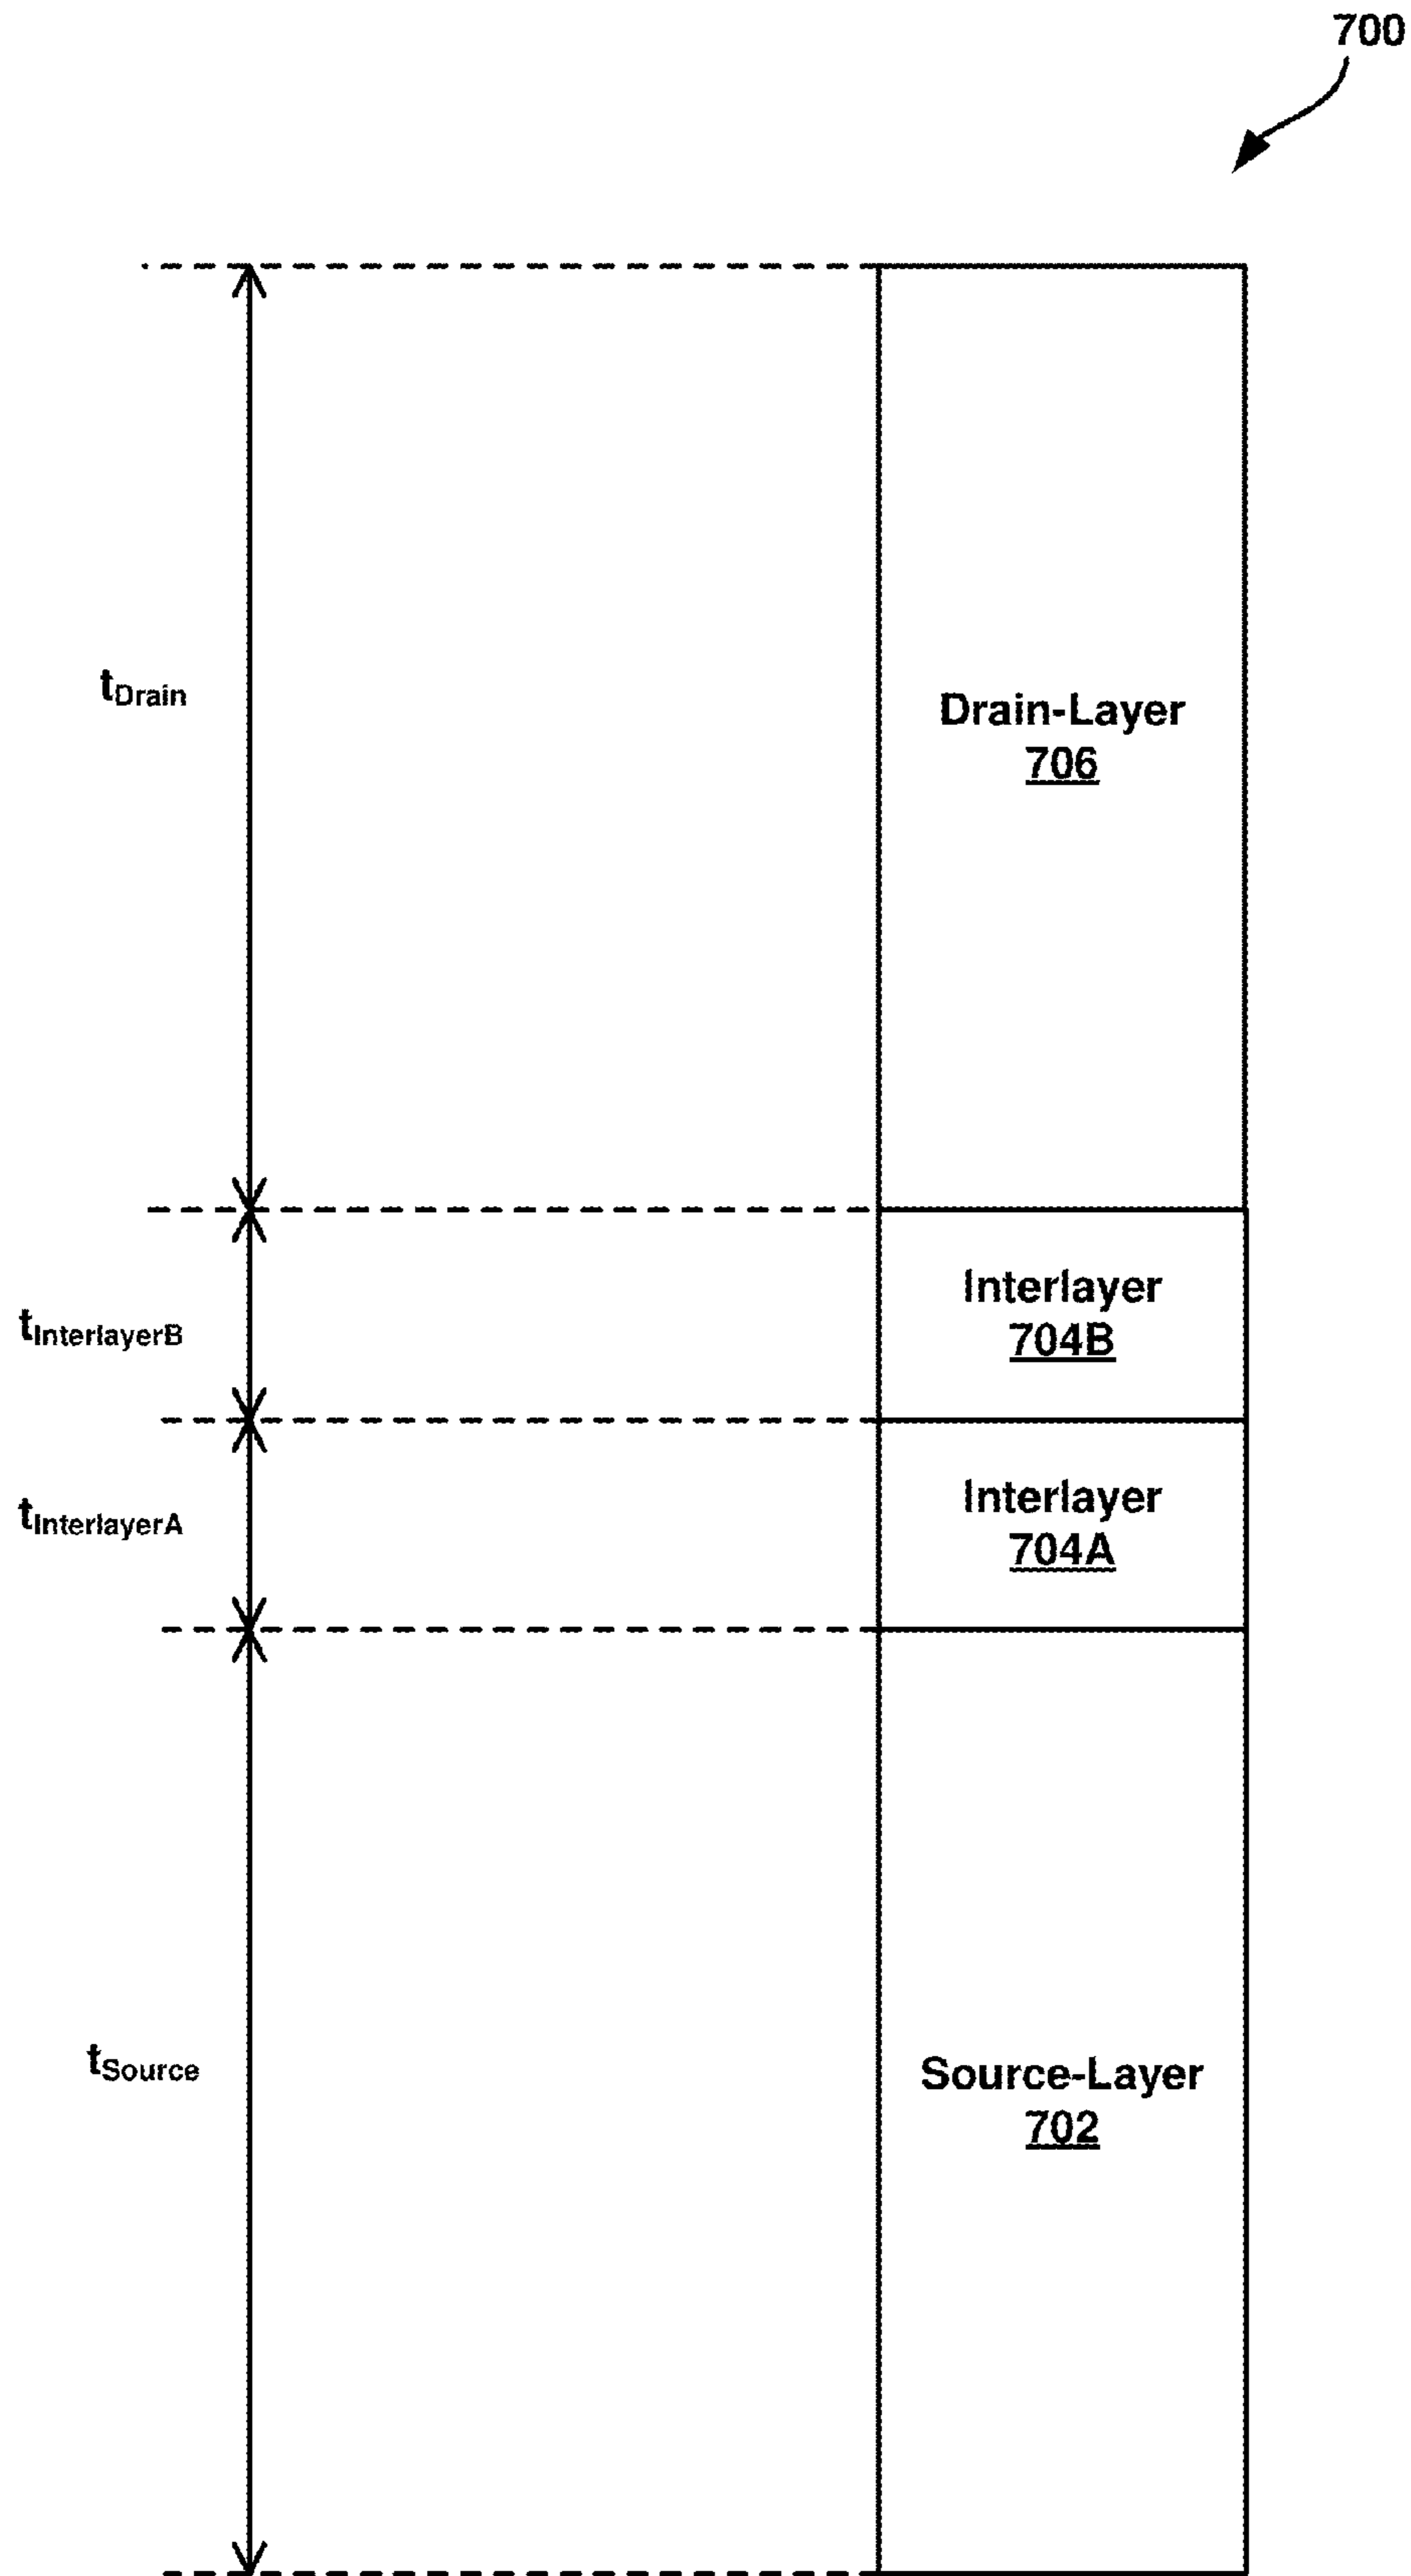 700
tDrain
Drain-Layer
706
Interlayer
704B
tInterlayerB
Interlayer
704A
tInterlayerA
tSource
Source-Layer
702